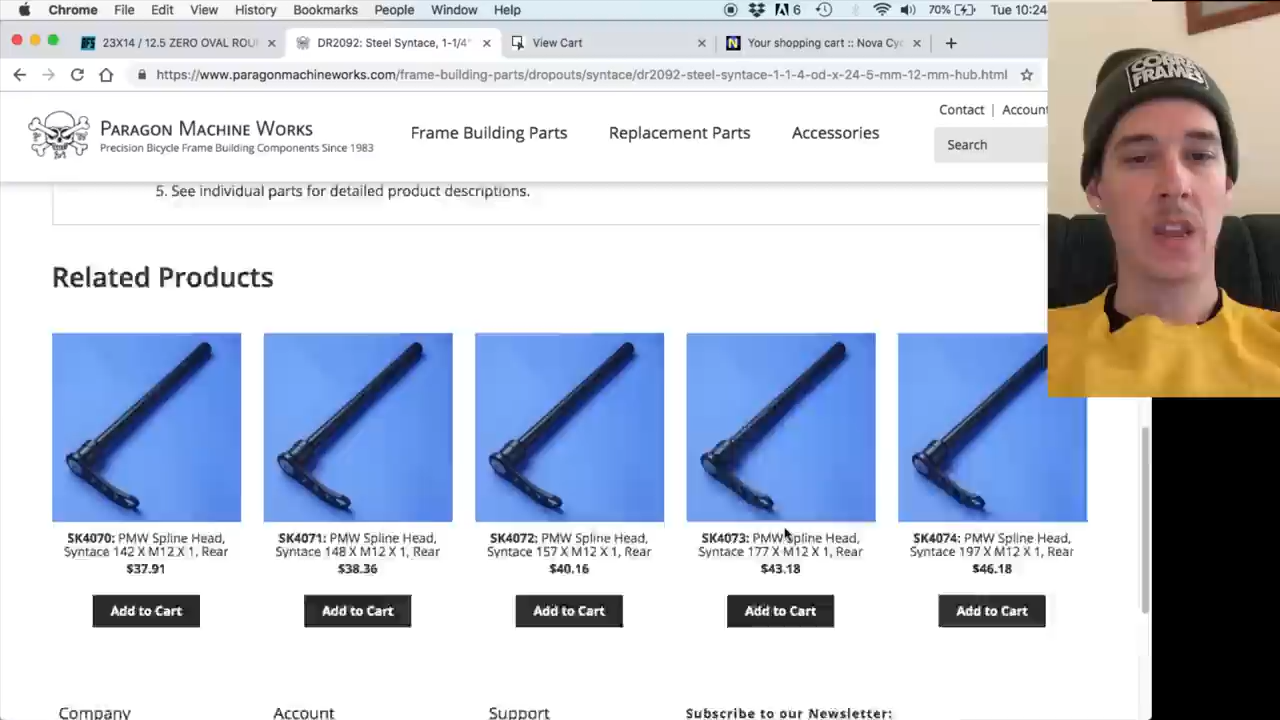 Chrome File Edit View History Bookmarks People Window Help 6 70% Tue 10:24
23X14 / 12.5 ZERO OVAL ROU
DR2092: Steel Syntace, 1-1/4"
View Cart
Your shopping cart :: Nova Cyc
https://www.paragonmachineworks.com/frame-building-parts/dropouts/syntace/dr2092-steel-syntace-1-1-4-od-x-24-5-mm-12-mm-hub.html
Contact | Account
PARAGON MACHINE WORKS
Precision Bicycle Frame Building Components Since 1983
Frame Building Parts
Replacement Parts
Accessories
Search
COBRA
FRAMES
5. See individual parts for detailed product descriptions.
Related Products
SK4070: PMW Spline Head,
Syntace 142 X M12 X 1, Rear
$37.91
Add to Cart
SK4071: PMW Spline Head,
Syntace 148 X M12 X 1, Rear
$38.36
Add to Cart
SK4072: PMW Spline Head,
Syntace 157 X M12 X 1, Rear
$40.16
Add to Cart
SK4073: PMW Spline Head,
Syntace 177 X M12 X 1, Rear
$43.18
Add to Cart
SK4074: PMW Spline Head,
Syntace 197 X M12 X 1, Rear
$46.18
Add to Cart
Company
Account
Support
Subscribe to our Newsletter: